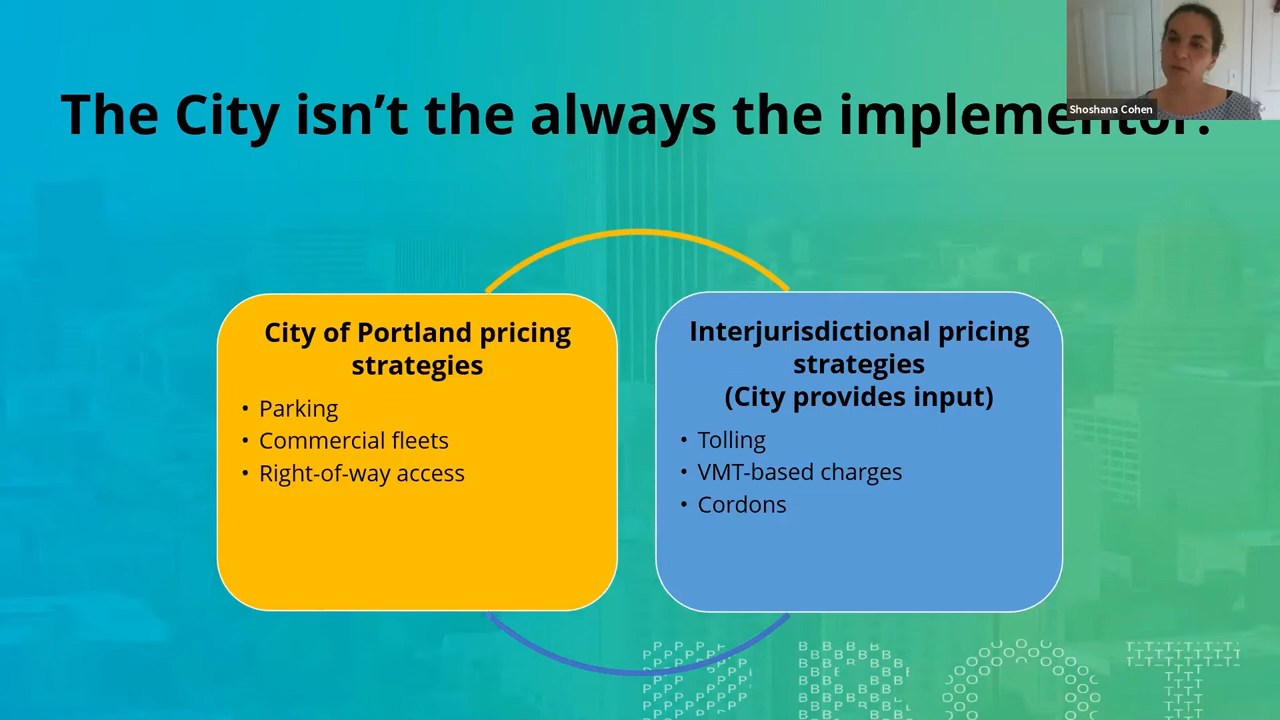 The City isn’t the always the implementor!
Shoshana Cohen
City of Portland pricing
strategies
• Parking
• Commercial fleets
• Right-of-way access
Interjurisdictional pricing
strategies
(City provides input)
• Tolling
• VMT-based charges
• Cordons
PBOT